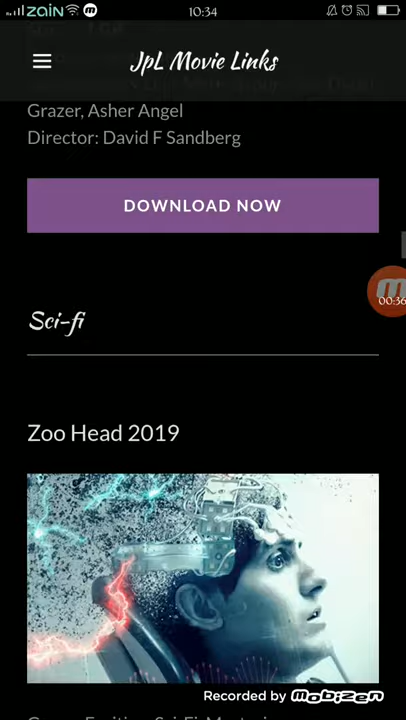 ZAIN
10:34
JpL Movie Links
Grazer, Asher Angel
Director: David F Sandberg
DOWNLOAD NOW
00:36
Sci-fi
Zoo Head 2019
Recorded by mobizen